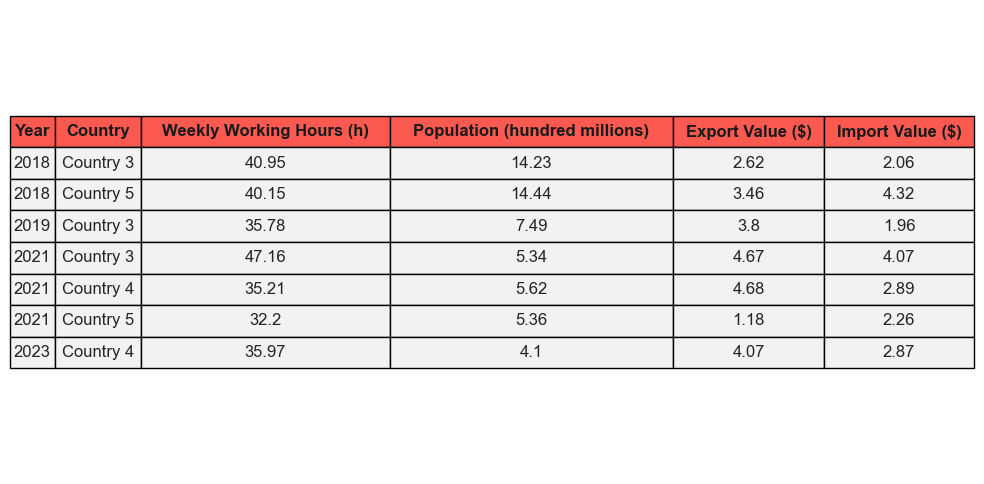 Year Country Weekly Working Hours (h) Population (hundred millions) Export Value ($) Import Value ($)
2018 Country 3 40.95 14.23 2.62 2.06
2018 Country 5 40.15 14.44 3.46 4.32
2019 Country 3 35.78 7.49 3.8 1.96
2021 Country 3 47.16 5.34 4.67 4.07
2021 Country 4 35.21 5.62 4.68 2.89
2021 Country 5 32.2 5.36 1.18 2.26
2023 Country 4 35.97 4.1 4.07 2.87